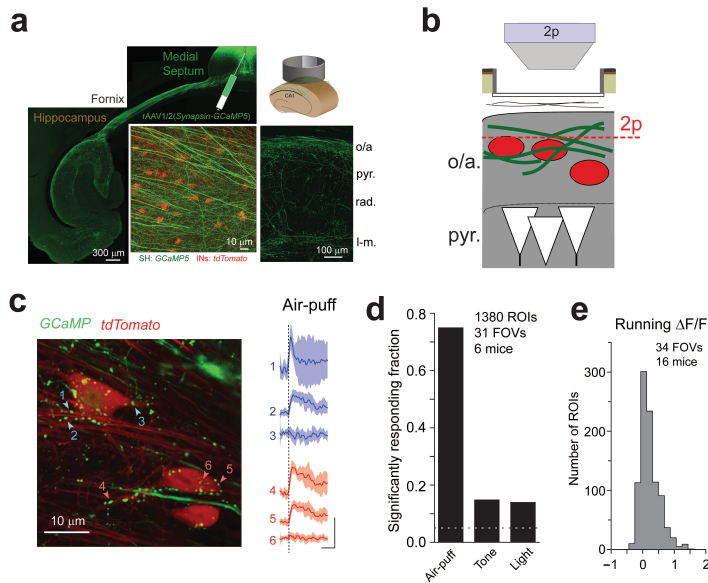 a
Medial
Septum
Fornix
Hippocampus
rAAV1/2(Synapsin-GCaMP5)
CA1
o/a
pyr.
rad.
l-m.
300 µm
10 µm
100 µm
SH: GCaMP5 INs: tdTomato
b
2p
2p
o/a.
pyr.
c
GCaMP tdTomato
1
2
3
4
5
6
10 µm
Air-puff
1
2
3
4
5
6
d
1380 ROIs
31 FOVs
6 mice
Significantly responding fraction
0.8
0.6
0.4
0.2
0.0
Air-puff
Tone
Light
e
Running ΔF/F
34 FOVs
16 mice
Number of ROIs
300
200
100
0
−1 0 1 2